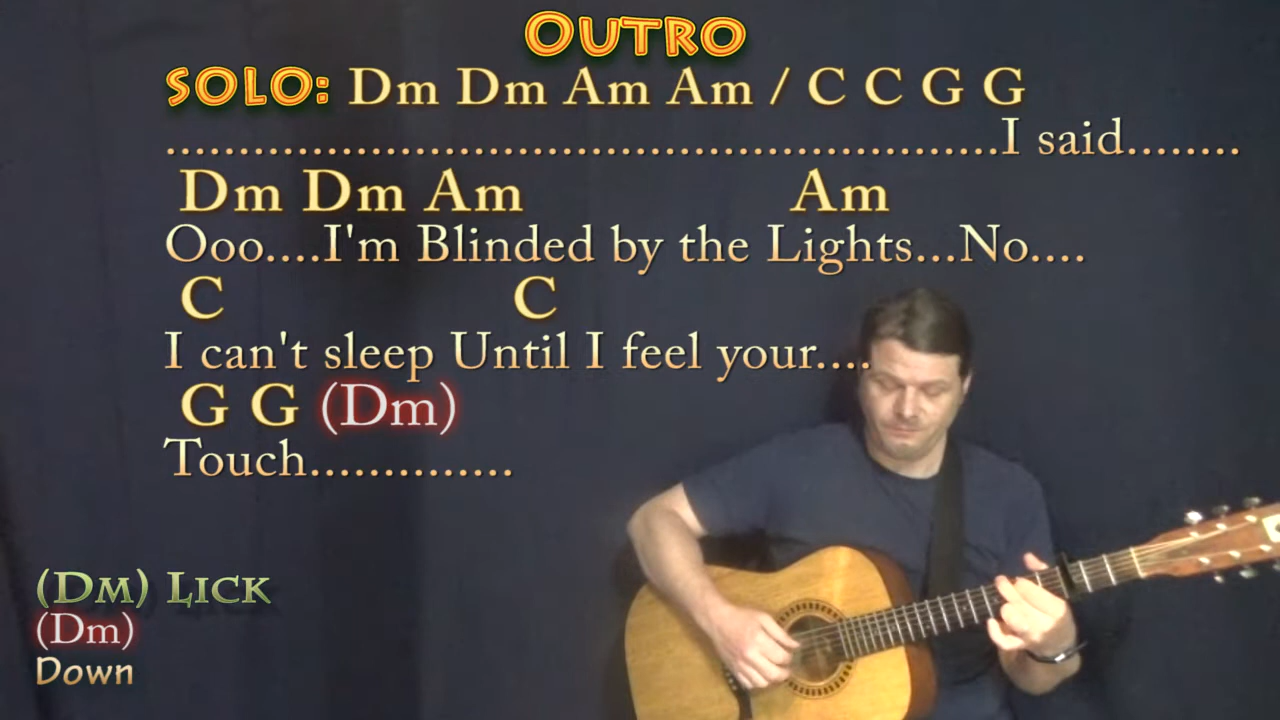 Outro
Solo: Dm Dm Am Am / C C G G
..........................................................I said........
Dm Dm Am Am
Ooo....I'm Blinded by the Lights...No....
C C
I can't sleep Until I feel your....
G G (Dm)
Touch..............
(Dm) Lick
(Dm)
Down